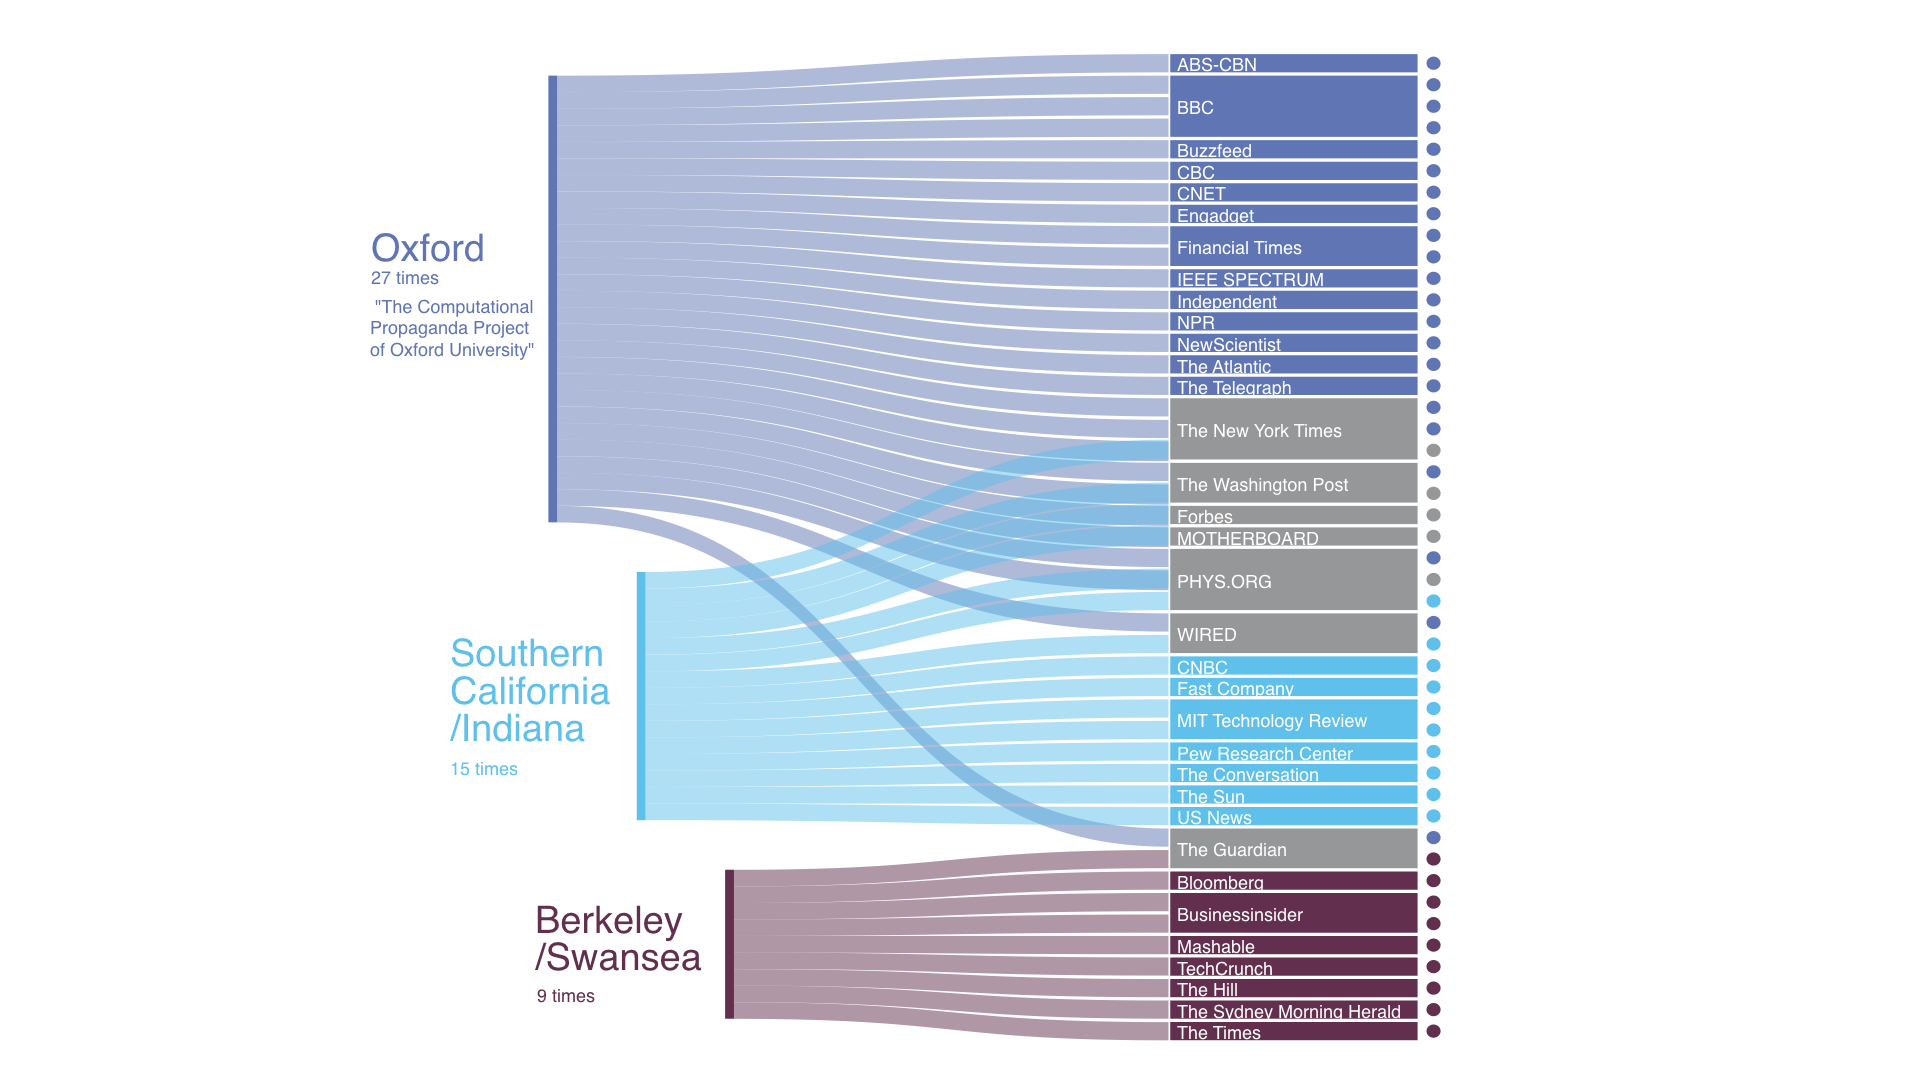 Oxford
27 times
"The Computational
Propaganda Project
of Oxford University"
Southern
California
/Indiana
15 times
Berkeley
/Swansea
9 times
ABS-CBN
BBC
Buzzfeed
CBC
CNET
Engadget
Financial Times
IEEE SPECTRUM
Independent
NPR
NewScientist
The Atlantic
The Telegraph
The New York Times
The Washington Post
Forbes
MOTHERBOARD
PHYS.ORG
WIRED
CNBC
Fast Company
MIT Technology Review
Pew Research Center
The Conversation
The Sun
US News
The Guardian
Bloomberg
Businessinsider
Mashable
TechCrunch
The Hill
The Sydney Morning Herald
The Times